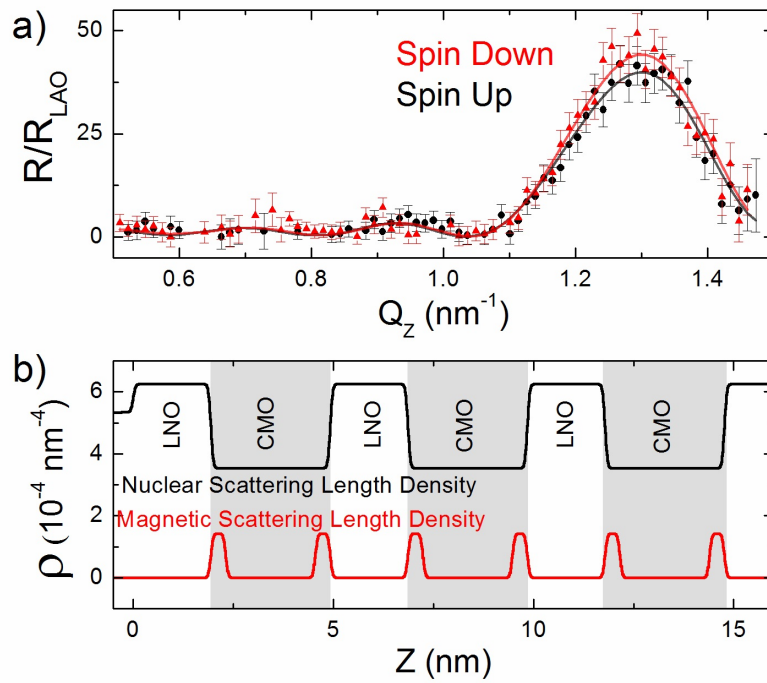 a)
50
25
0
R/R_LAO
Spin Down
Spin Up
0.6 0.8 1.0 1.2 1.4
Q_Z (nm⁻¹)
b)
6
4
2
0
ρ (10⁻⁴ nm⁻⁴)
LNO CMO LNO CMO LNO CMO
Nuclear Scattering Length Density
Magnetic Scattering Length Density
0 5 10 15
Z (nm)